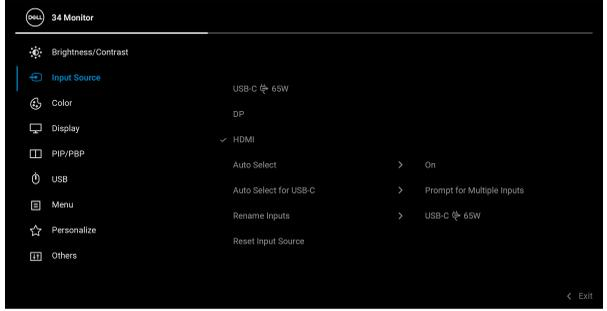 DELL 34 Monitor
Brightness/Contrast
Input Source
USB-C 65W
Color
DP
Display
HDMI
PIP/PBP
Auto Select On
USB
Auto Select for USB-C Prompt for Multiple Inputs
Menu
Rename Inputs USB-C 65W
Personalize
Reset Input Source
Others
Exit